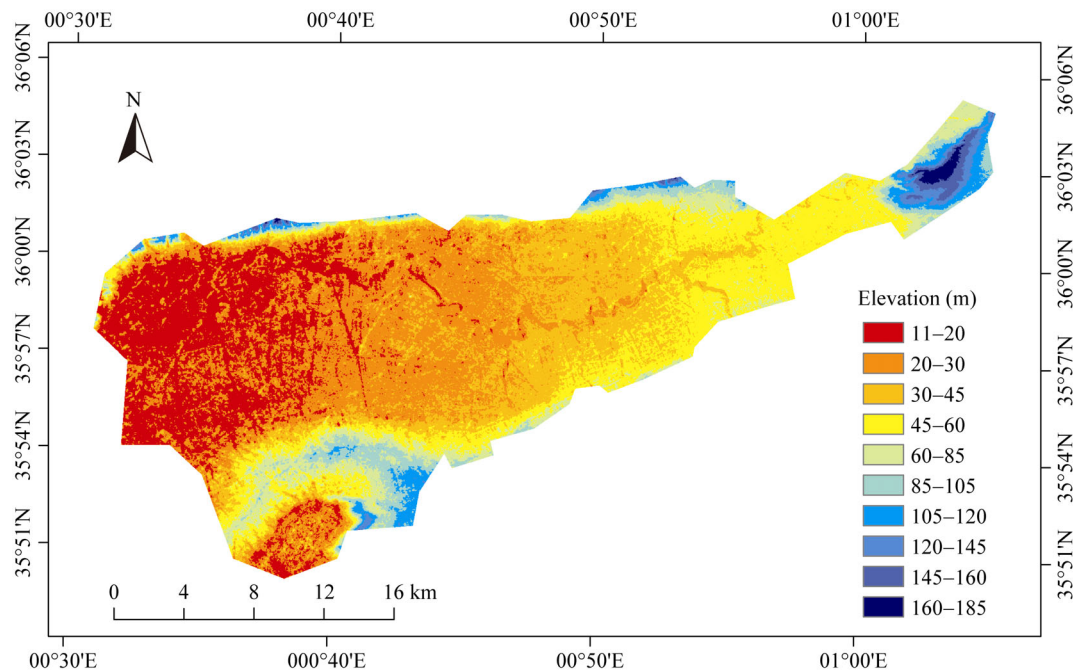 00°30'E 00°40'E 00°50'E 01°00'E
36°06'N
36°03'N
36°00'N
35°57'N
35°54'N
35°51'N
N
36°06'N
36°03'N
36°00'N
35°57'N
35°54'N
35°51'N
Elevation (m)
11–20
20–30
30–45
45–60
60–85
85–105
105–120
120–145
145–160
160–185
0 4 8 12 16 km
00°30'E 000°40'E 00°50'E 01°00'E